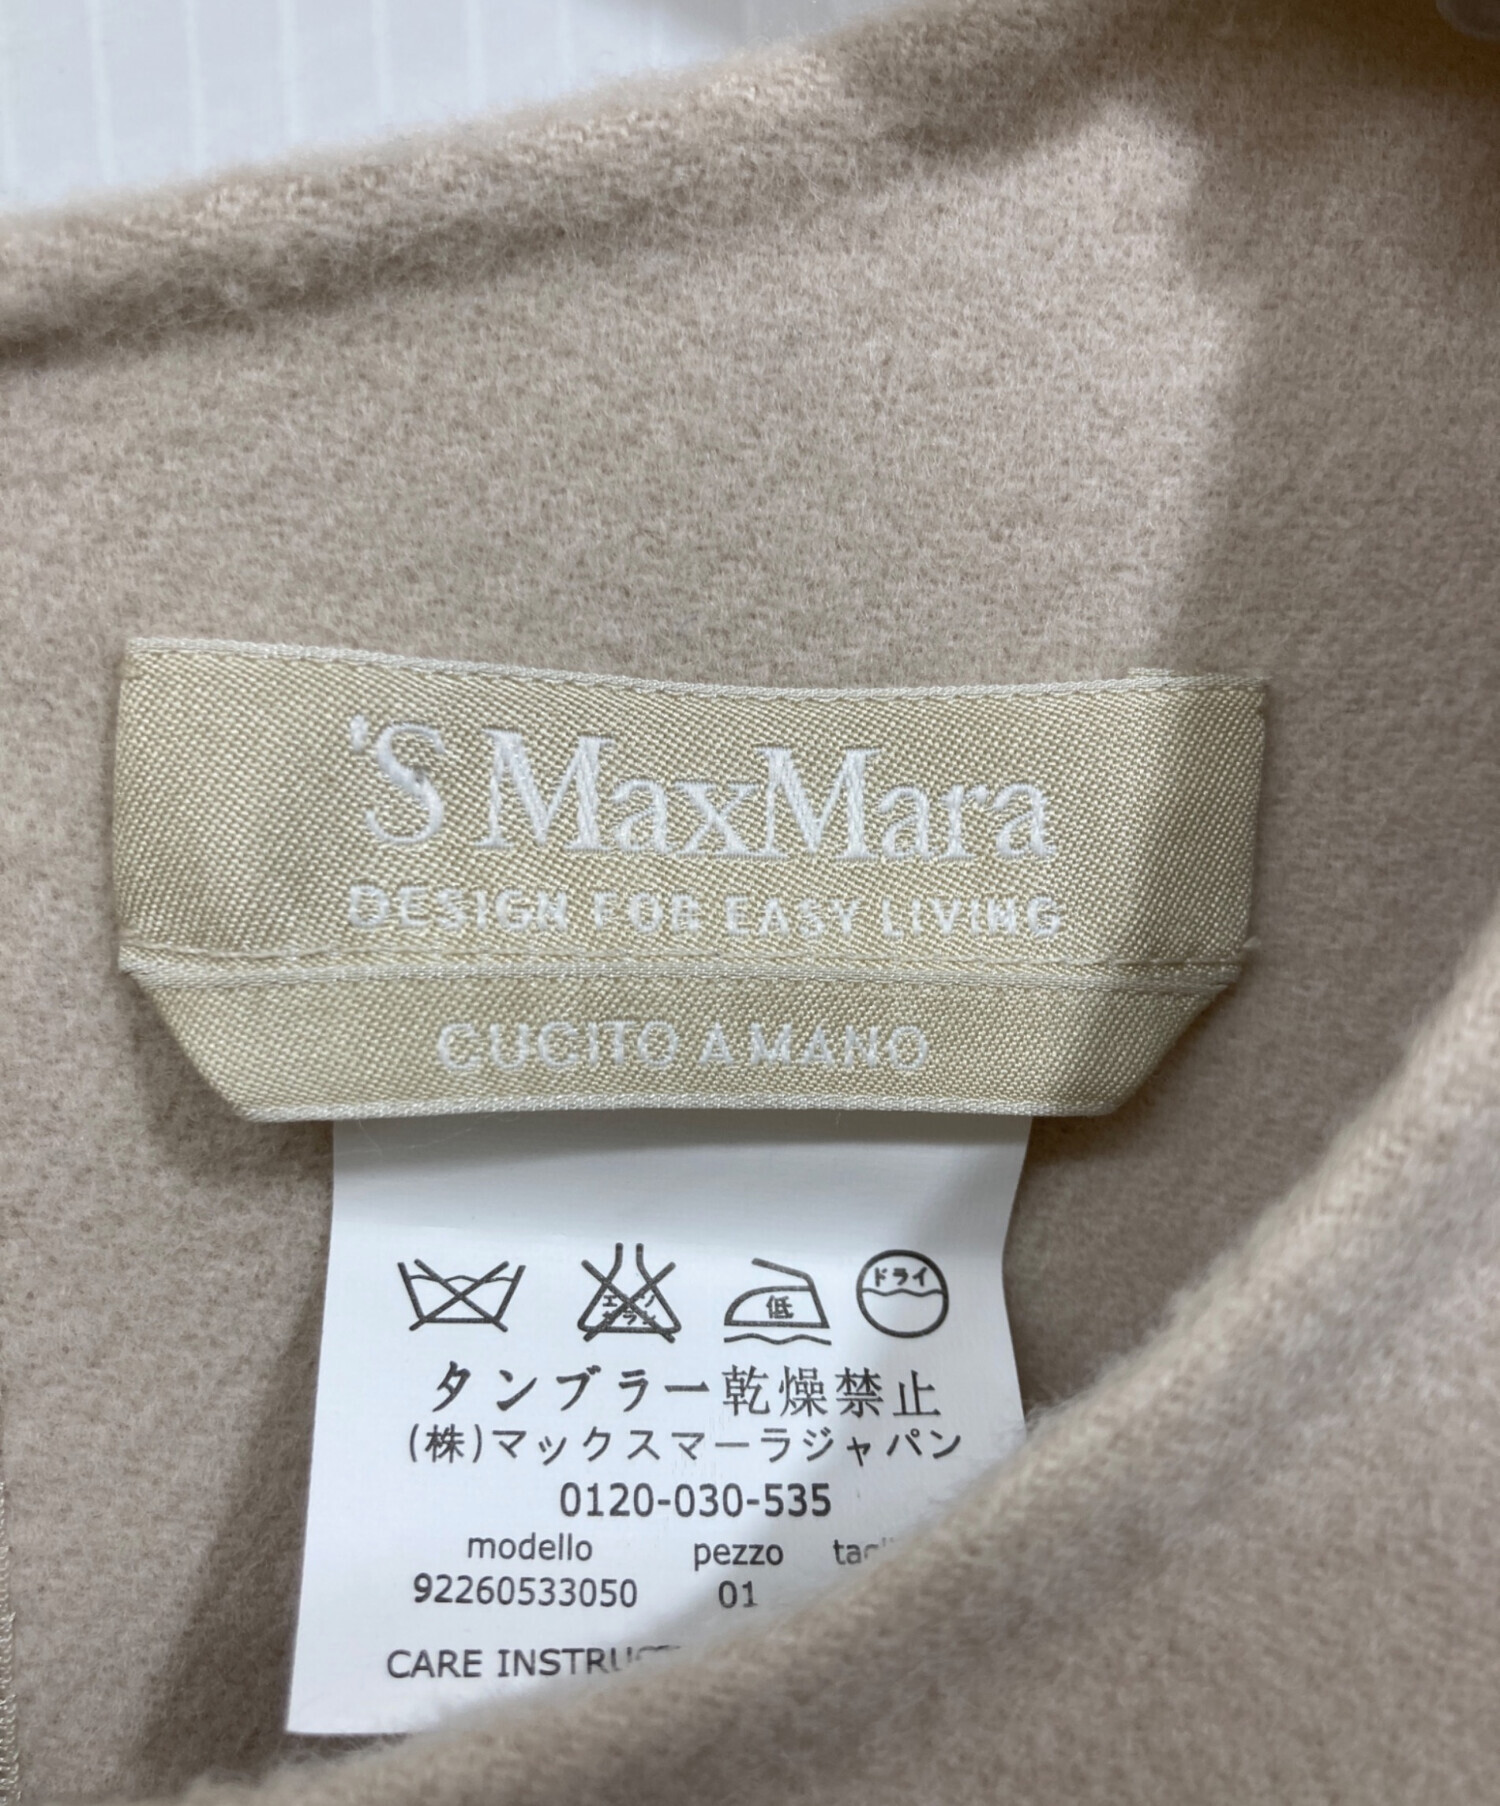 'S MaxMara
DESIGN FOR EASY LIVING
CUCITO A MANO
ドライ
低
タンブラー乾燥禁止
(株)マックスマーラジャパン
0120-030-535
modello pezzo
92260533050 01
CARE